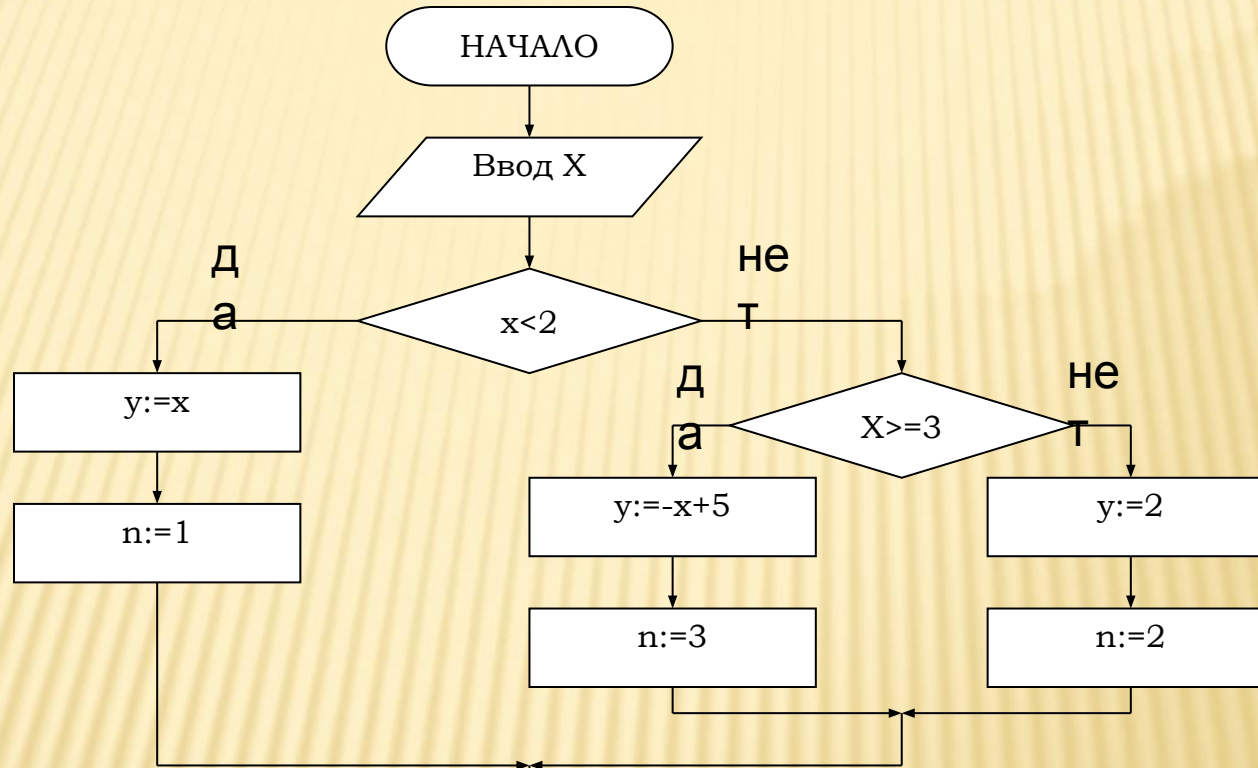 НАЧАЛО
Ввод X
д
а
не
т
x<2
y:=x
n:=1
д
а
не
т
X>=3
y:=-x+5
n:=3
y:=2
n:=2